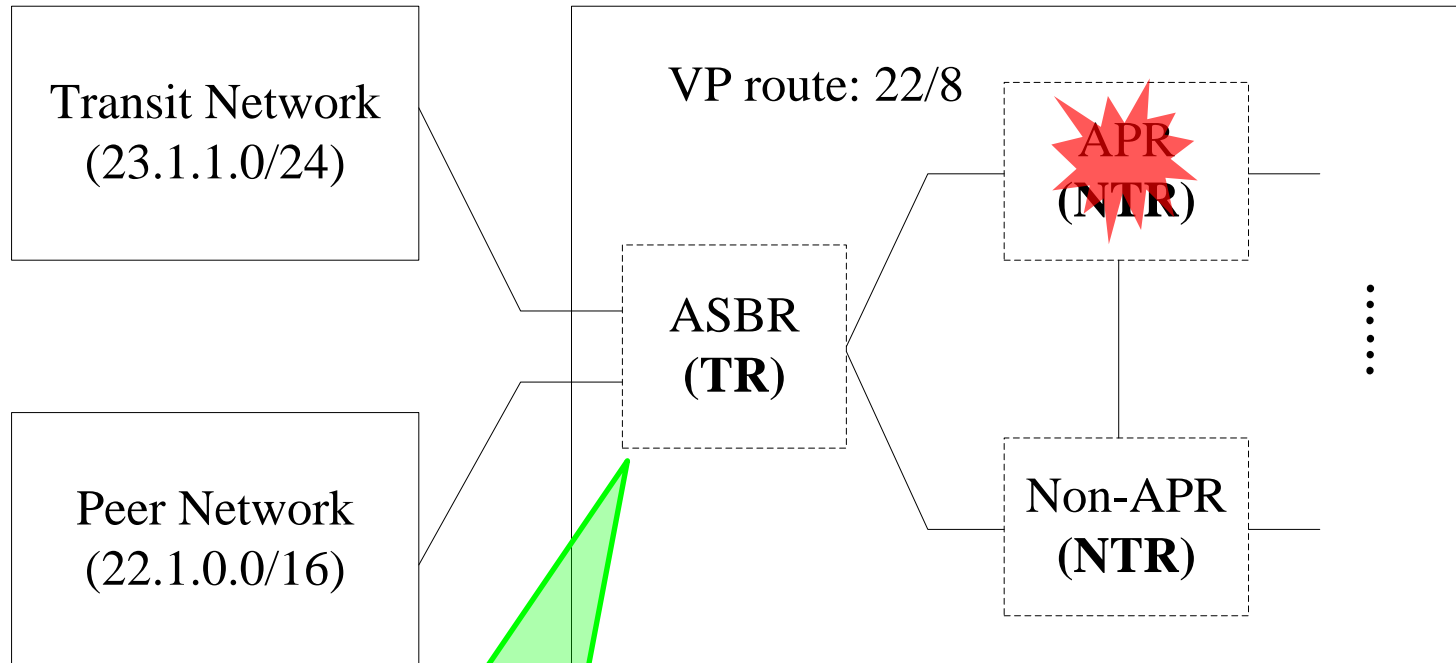 Transit Network
(23.1.1.0/24)
VP route: 22/8
APR
(NTR)
ASBR
(TR)
Peer Network
(22.1.0.0/16)
Non-APR
(NTR)